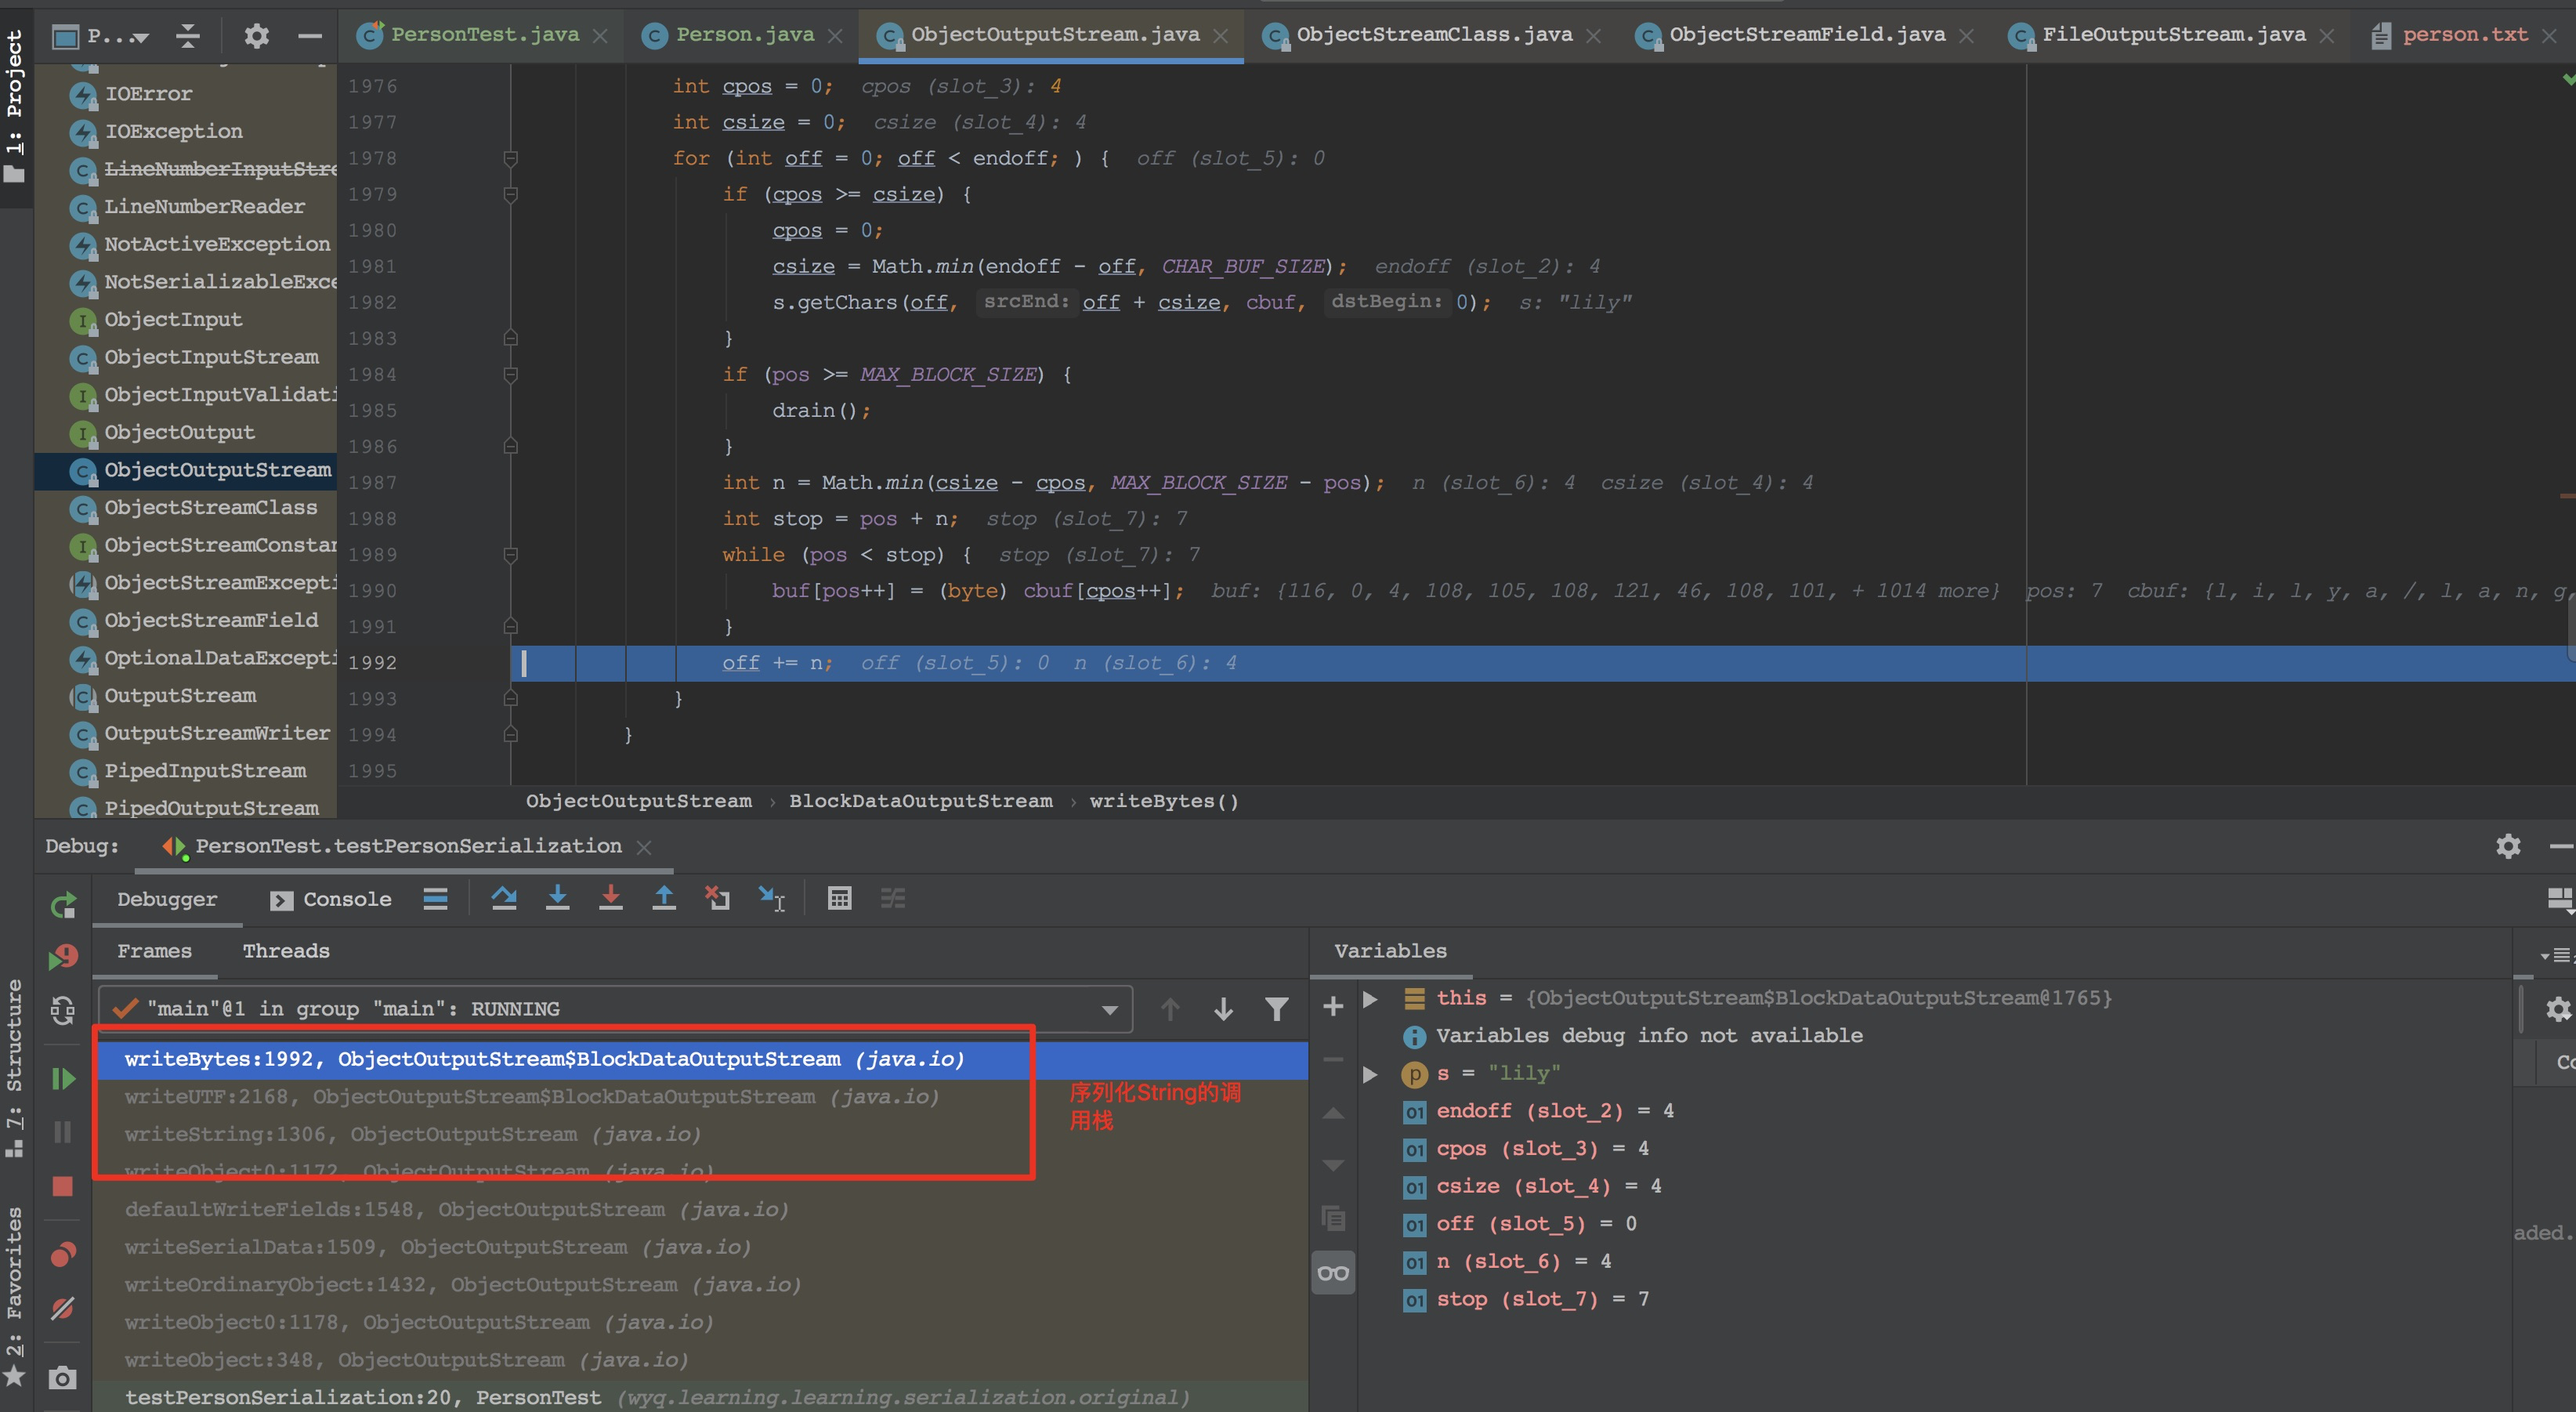 1: Project
P...
PersonTest.java
Person.java
ObjectOutputStream.java
ObjectStreamClass.java
ObjectStreamField.java
FileOutputStream.java
person.txt
IOError
IOException
LineNumberInputStre
LineNumberReader
NotActiveException
NotSerializableExce
ObjectInput
ObjectInputStream
ObjectInputValidati
ObjectOutput
ObjectOutputStream
ObjectStreamClass
ObjectStreamConstan
ObjectStreamExcepti
ObjectStreamField
OptionalDataExcepti
OutputStream
OutputStreamWriter
PipedInputStream
PipedOutputStream
1976 int cpos = 0; cpos (slot_3): 4
1977 int csize = 0; csize (slot_4): 4
1978 for (int off = 0; off < endoff; ) { off (slot_5): 0
1979 if (cpos >= csize) {
1980 cpos = 0;
1981 csize = Math.min(endoff - off, CHAR_BUF_SIZE); endoff (slot_2): 4
1982 s.getChars(off, srcEnd: off + csize, cbuf, dstBegin: 0); s: "lily"
1983 }
1984 if (pos >= MAX_BLOCK_SIZE) {
1985 drain();
1986 }
1987 int n = Math.min(csize - cpos, MAX_BLOCK_SIZE - pos); n (slot_6): 4 csize (slot_4): 4
1988 int stop = pos + n; stop (slot_7): 7
1989 while (pos < stop) { stop (slot_7): 7
1990 buf[pos++] = (byte) cbuf[cpos++]; buf: {116, 0, 4, 108, 105, 108, 121, 46, 108, 101, + 1014 more} pos: 7 cbuf: {l, i, l, y, a, /, l, a, n, g,
1991 }
1992 off += n; off (slot_5): 0 n (slot_6): 4
1993 }
1994 }
1995
ObjectOutputStream › BlockDataOutputStream › writeBytes()
Debug: PersonTest.testPersonSerialization
Debugger Console
Frames Threads
"main"@1 in group "main": RUNNING
writeBytes:1992, ObjectOutputStream$BlockDataOutputStream (java.io)
writeUTF:2168, ObjectOutputStream$BlockDataOutputStream (java.io)
writeString:1306, ObjectOutputStream (java.io)
writeObject0:1172, ObjectOutputStream (java.io)
defaultWriteFields:1548, ObjectOutputStream (java.io)
writeSerialData:1509, ObjectOutputStream (java.io)
writeOrdinaryObject:1432, ObjectOutputStream (java.io)
writeObject0:1178, ObjectOutputStream (java.io)
writeObject:348, ObjectOutputStream (java.io)
testPersonSerialization:20, PersonTest (wyq.learning.learning.serialization.original)
序列化String的调
用栈
Variables
this = {ObjectOutputStream$BlockDataOutputStream@1765}
Variables debug info not available
s = "lily"
endoff (slot_2) = 4
cpos (slot_3) = 4
csize (slot_4) = 4
off (slot_5) = 0
n (slot_6) = 4
stop (slot_7) = 7
Co
aded.
7: Structure
2: Favorites